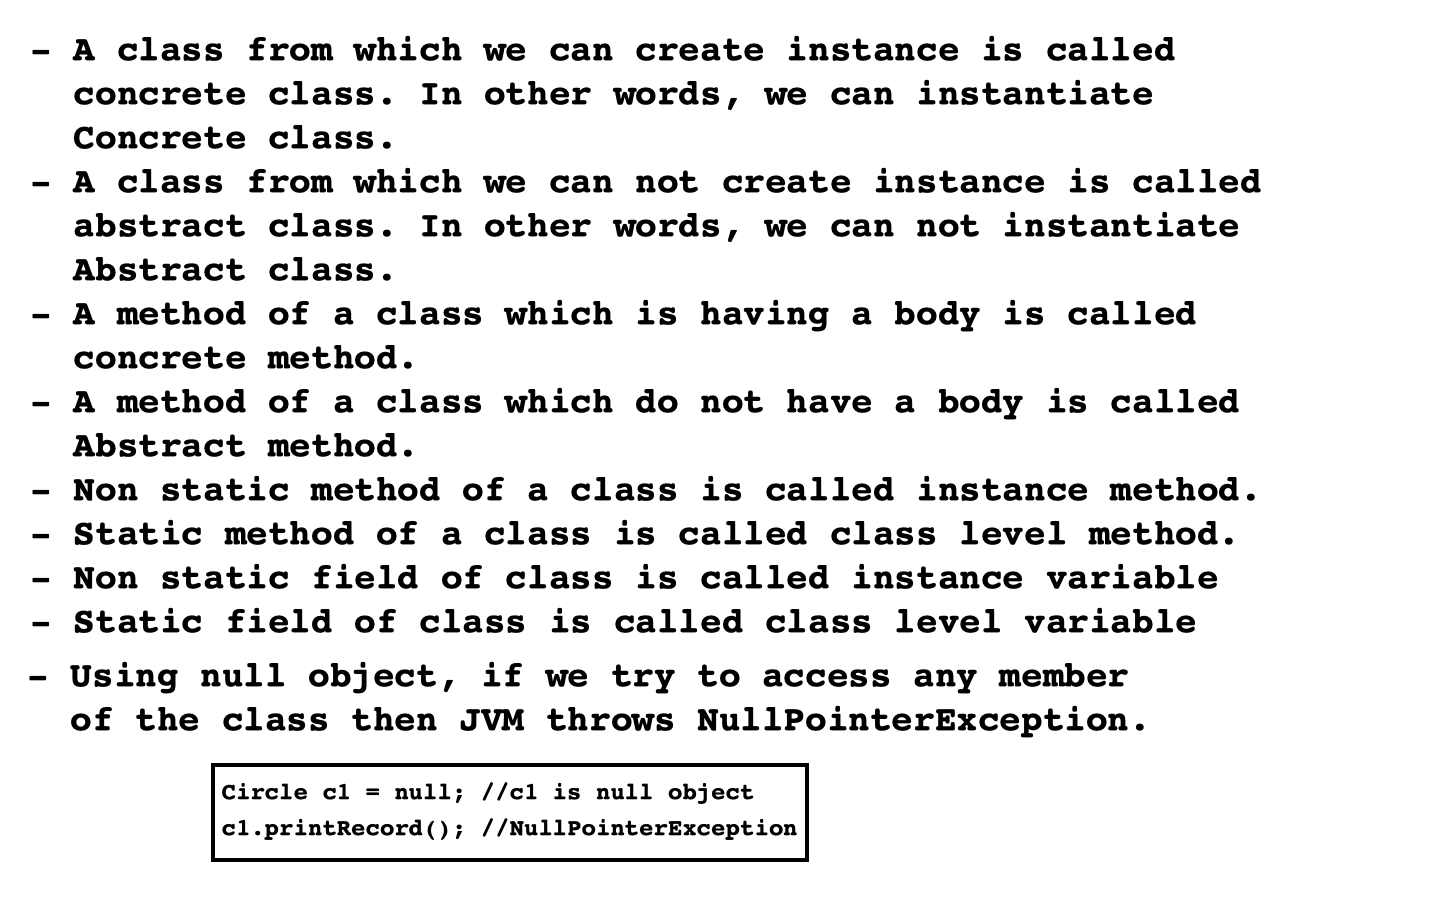 - A class from which we can create instance is called
concrete class. In other words, we can instantiate
Concrete class.
- A class from which we can not create instance is called
abstract class. In other words, we can not instantiate
Abstract class.
- A method of a class which is having a body is called
concrete method.
- A method of a class which do not have a body is called
Abstract method.
- Non static method of a class is called instance method.
- Static method of a class is called class level method.
- Non static field of class is called instance variable
- Static field of class is called class level variable
- Using null object, if we try to access any member
of the class then JVM throws NullPointerException.
Circle c1 = null; //c1 is null object
c1.printRecord(); //NullPointerException